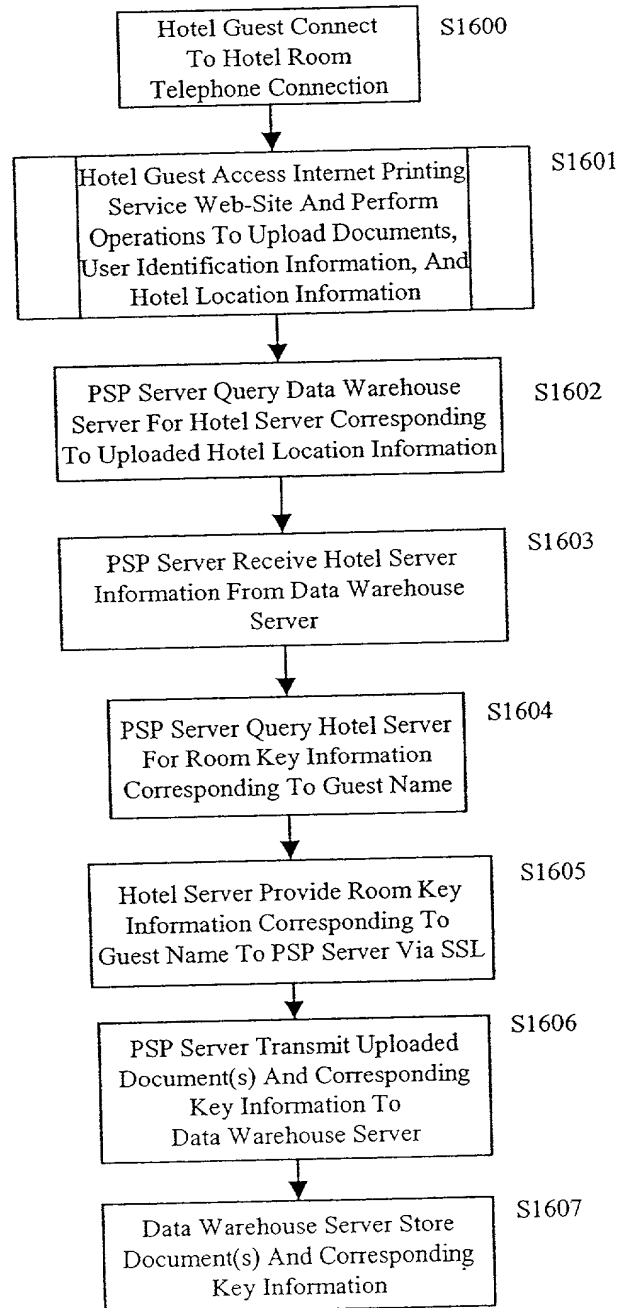 Hotel Guest Connect
To Hotel Room
Telephone Connection
S1600
Hotel Guest Access Internet Printing
Service Web-Site And Perform
Operations To Upload Documents,
User Identification Information, And
Hotel Location Information
S1601
PSP Server Query Data Warehouse
Server For Hotel Server Corresponding
To Uploaded Hotel Location Information
S1602
PSP Server Receive Hotel Server
Information From Data Warehouse
Server
S1603
PSP Server Query Hotel Server
For Room Key Information
Corresponding To Guest Name
S1604
Hotel Server Provide Room Key
Information Corresponding To
Guest Name To PSP Server Via SSL
S1605
PSP Server Transmit Uploaded
Document(s) And Corresponding
Key Information To
Data Warehouse Server
S1606
Data Warehouse Server Store
Document(s) And Corresponding
Key Information
S1607